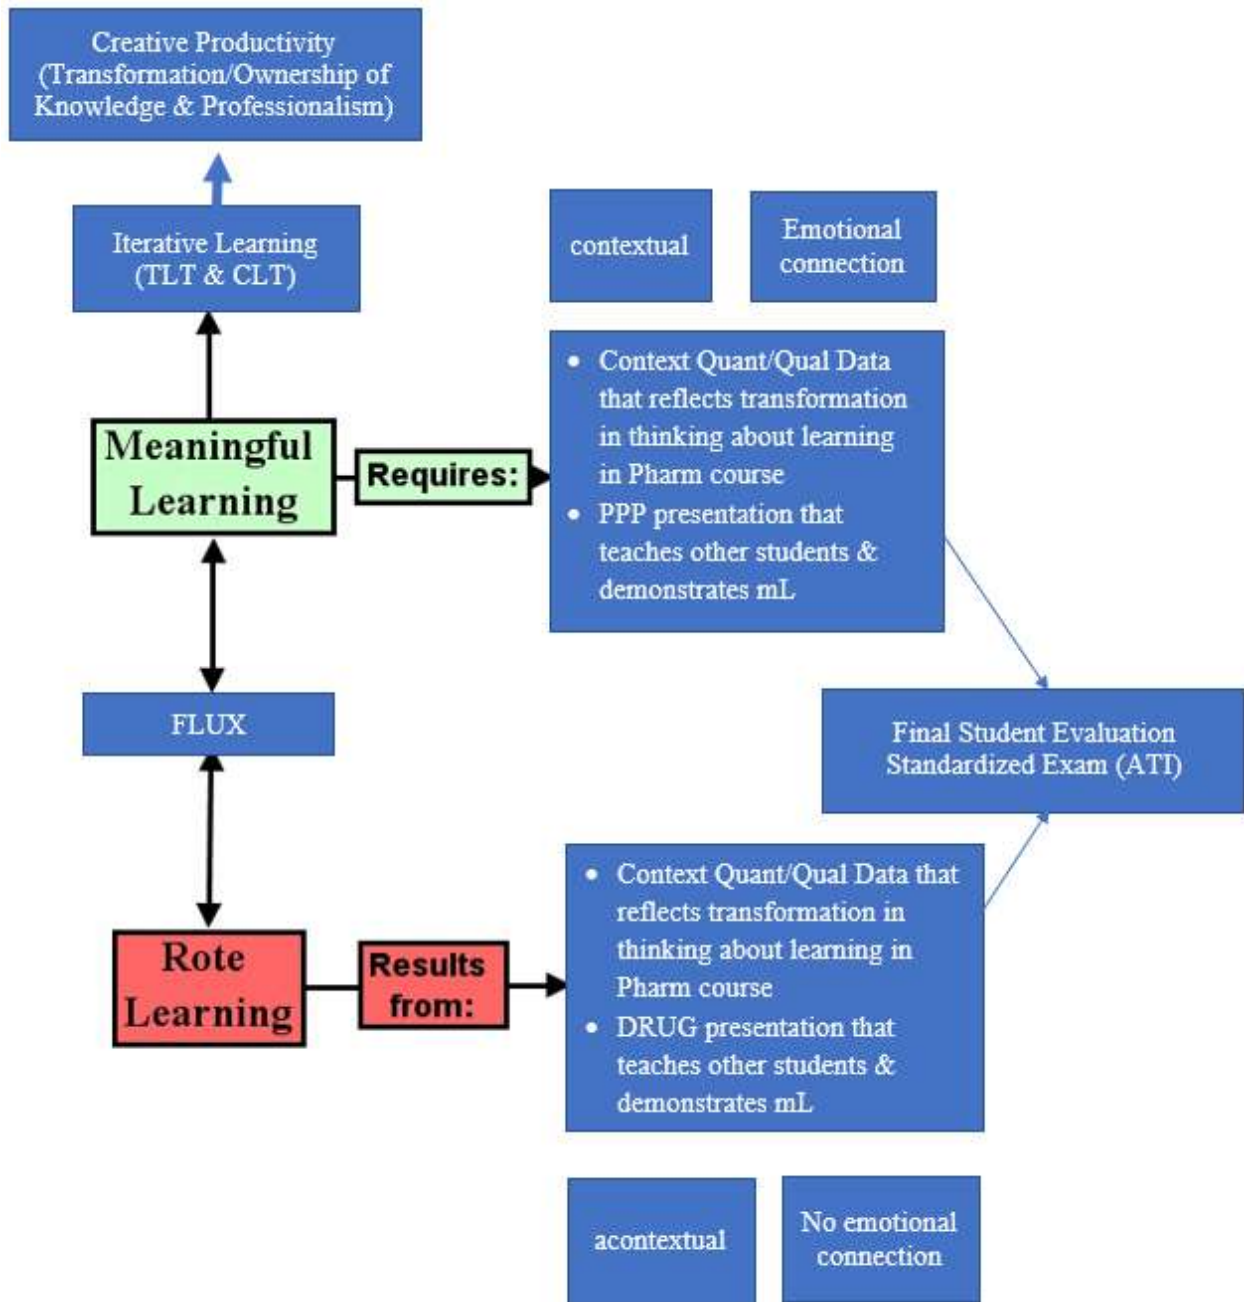 Creative Productivity
(Transformation/Ownership of
Knowledge & Professionalism)
Iterative Learning
(TLT & CLT)
contextual
Emotional
connection
Meaningful
Learning
Requires:
• Context Quant/Qual Data
that reflects transformation
in thinking about learning
in Pharm course
• PPP presentation that
teaches other students &
demonstrates mL
FLUX
Final Student Evaluation
Standardized Exam (ATI)
Rote
Learning
Results
from:
• Context Quant/Qual Data that
reflects transformation in
thinking about learning in
Pharm course
• DRUG presentation that
teaches other students &
demonstrates mL
acontextual
No emotional
connection